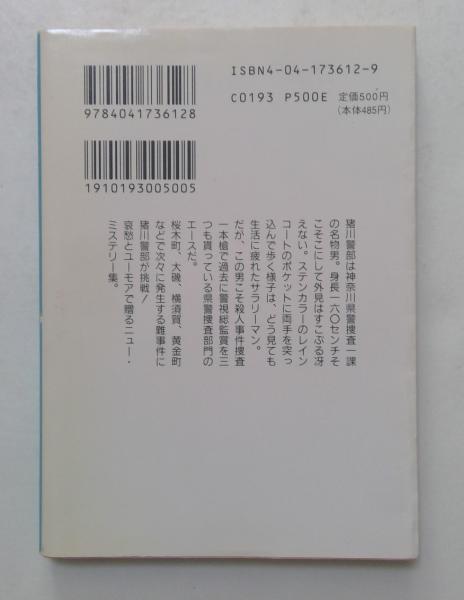 9784041736128
ISBN4-04-173612-9
C0193 P500E
定価500円
(本体485円)
1910193005005
猪川警部は神奈川県警捜査一課
の名物男。身長一六〇センチそ
こそこにして外見はすこぶる冴
えない。ステンカラーのレイン
コートのポケットに両手を突っ
込んで歩く様子は、どう見ても
生活に疲れたサラリーマン。
だが、この男こそ殺人事件捜査
一本槍で過去に警視総監賞を三
つも貰っている県警捜査部門の
エースだ。
桜木町、大磯、横須賀、黄金町
などで次々に発生する難事件に
猪川警部が挑戦！
哀愁とユーモアで贈るニュー・
ミステリー集。